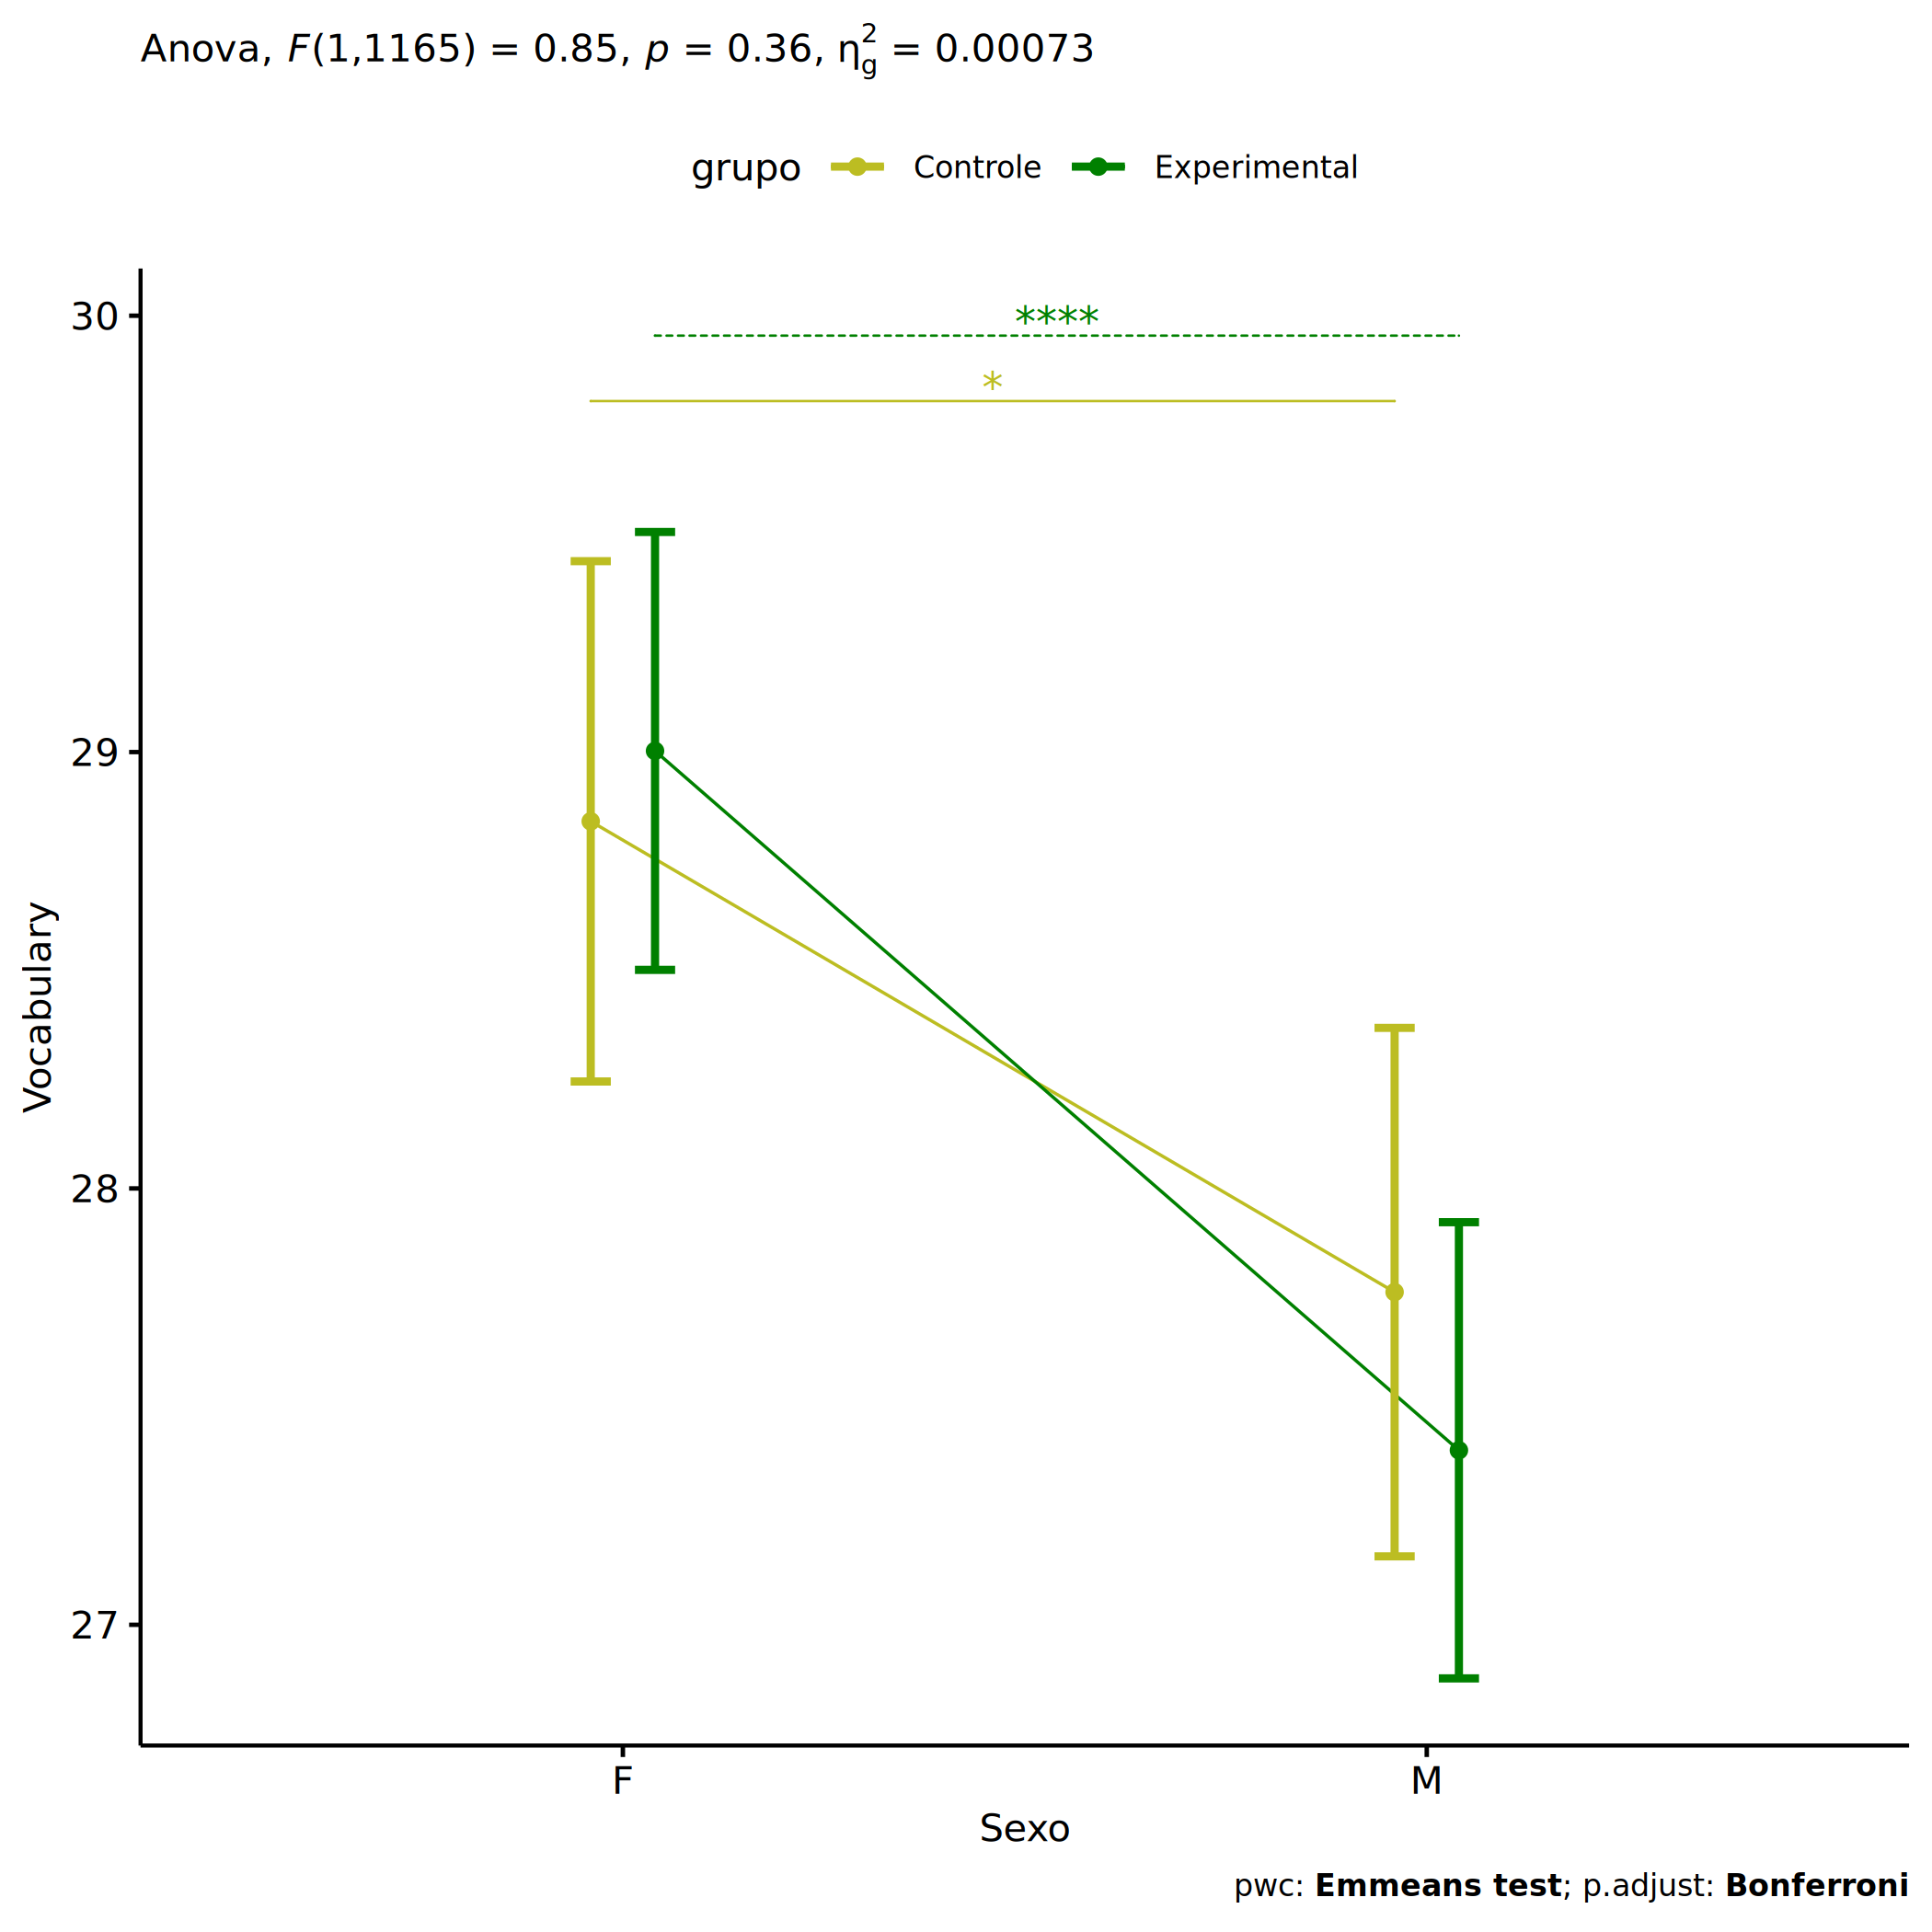 Anova, F(1,1165) = 0.85, p = 0.36, η²g = 0.00073
grupo Controle Experimental
30
****
*
29
28
27
Vocabulary
F M
Sexo
pwc: Emmeans test; p.adjust: Bonferroni